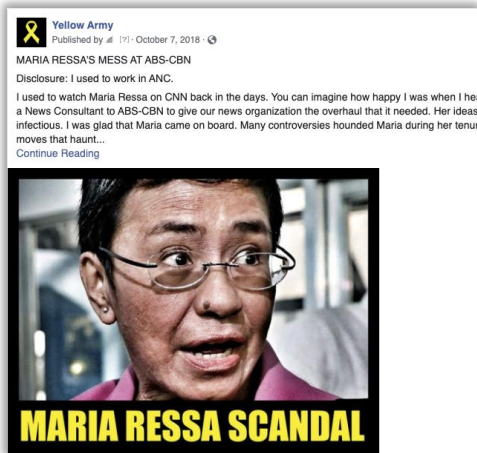 Yellow Army
Published by [?] · October 7, 2018 ·
MARIA RESSA'S MESS AT ABS-CBN
Disclosure: I used to work in ANC.
I used to watch Maria Ressa on CNN back in the days. You can imagine how happy I was when I hea
a News Consultant to ABS-CBN to give our news organization the overhaul that it needed. Her ideas
infectious. I was glad that Maria came on board. Many controversies hounded Maria during her tenur
moves that haunt...
Continue Reading
MARIA RESSA SCANDAL